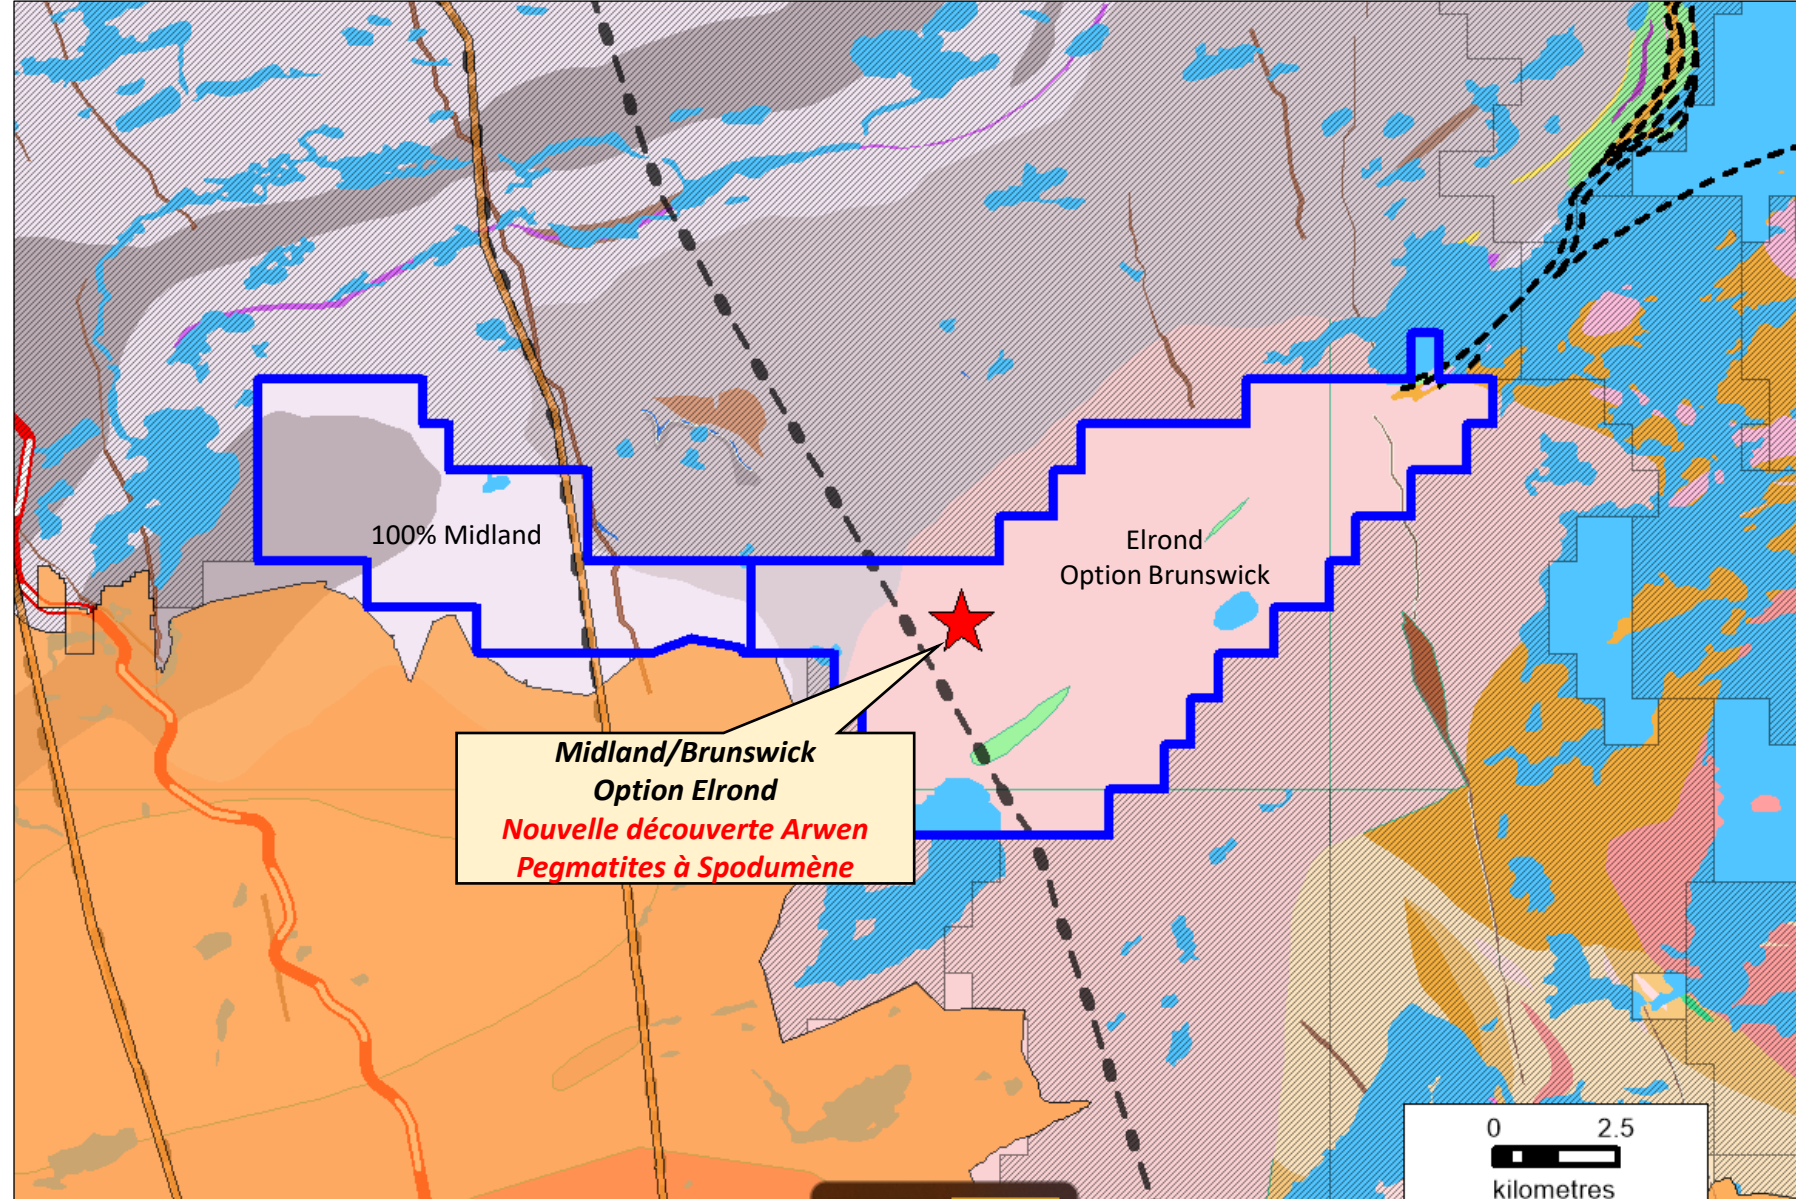 100% Midland
Elrond
Option Brunswick
Midland/Brunswick
Option Elrond
Nouvelle découverte Arwen
Pegmatites à Spodumène
0 2.5
kilometres